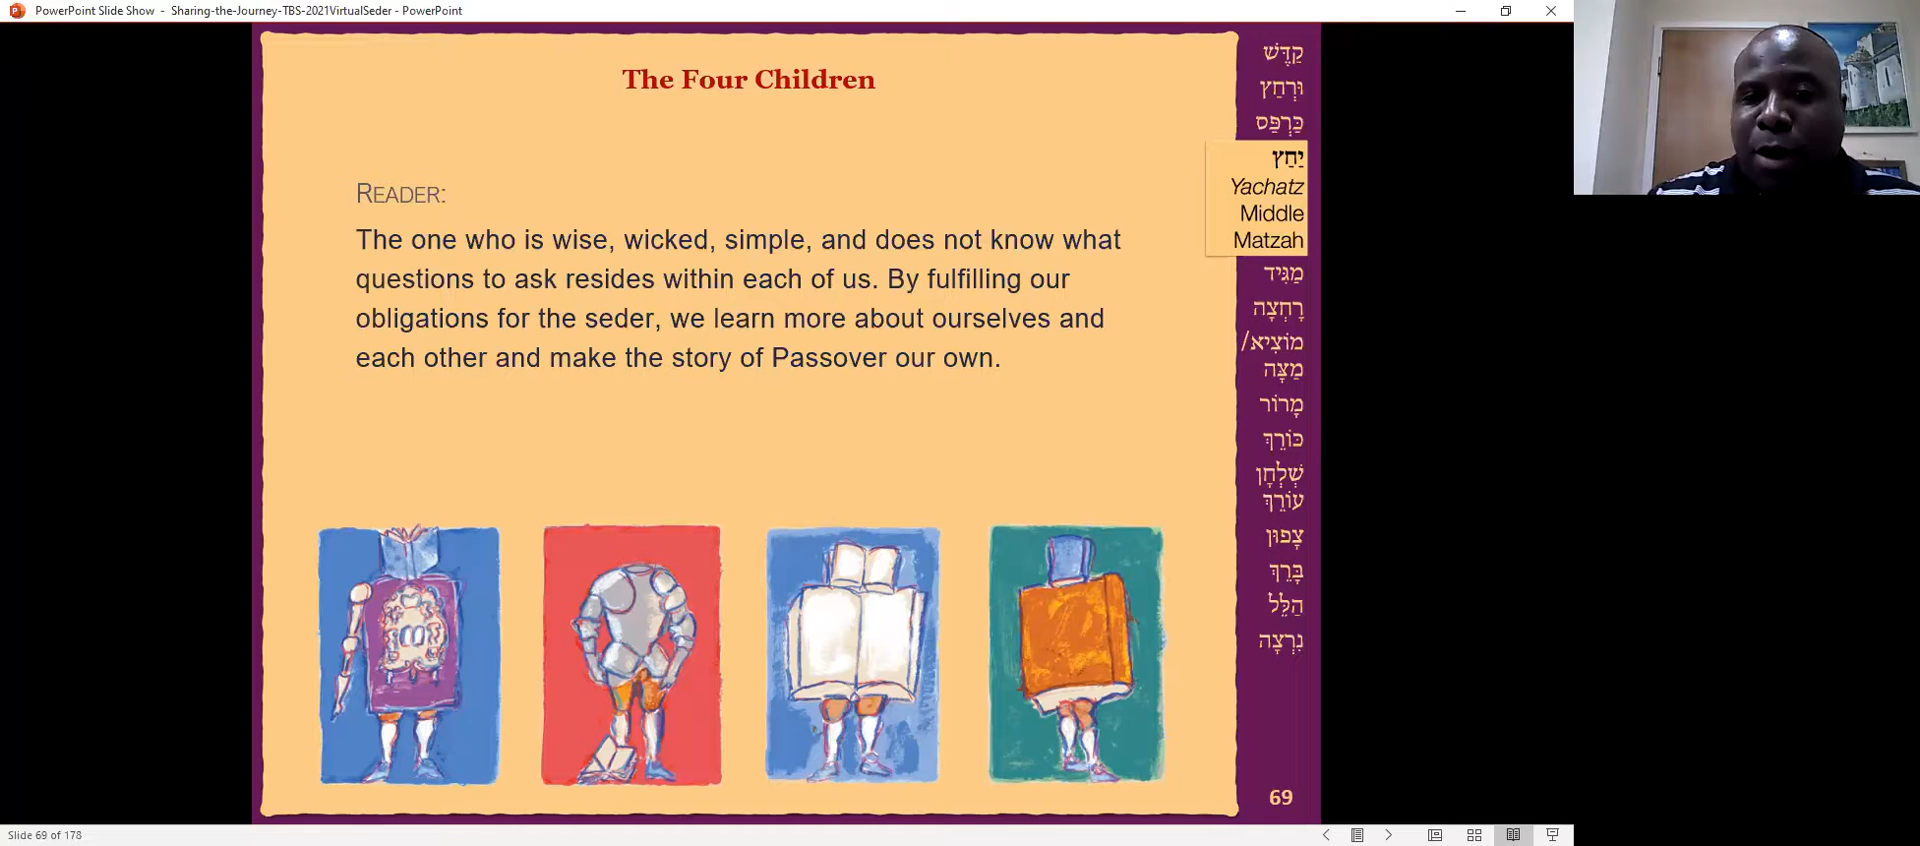 PowerPoint Slide Show - Sharing-the-Journey-TBS-2021VirtualSeder - PowerPoint
The Four Children
READER:
The one who is wise, wicked, simple, and does not know what
questions to ask resides within each of us. By fulfilling our
obligations for the seder, we learn more about ourselves and
each other and make the story of Passover our own.
קַדֶּשׁ
וּרְחַץ
כַּרְפַּס
יַחַץ
Yachatz
Middle
Matzah
מַגִּיד
רָחְצָה
מוֹצִיא/
מַצָּה
מָרוֹר
כּוֹרֵךְ
שֻׁלְחָן
עוֹרֵךְ
צָפוּן
בָּרֵךְ
הַלֵּל
נִרְצָה
69
Slide 69 of 178